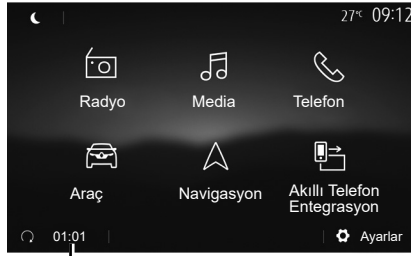 27°C 09:12
Radyo
Media
Telefon
Araç
Navigasyon
Akıllı Telefon
Entegrasyon
01:01
Ayarlar